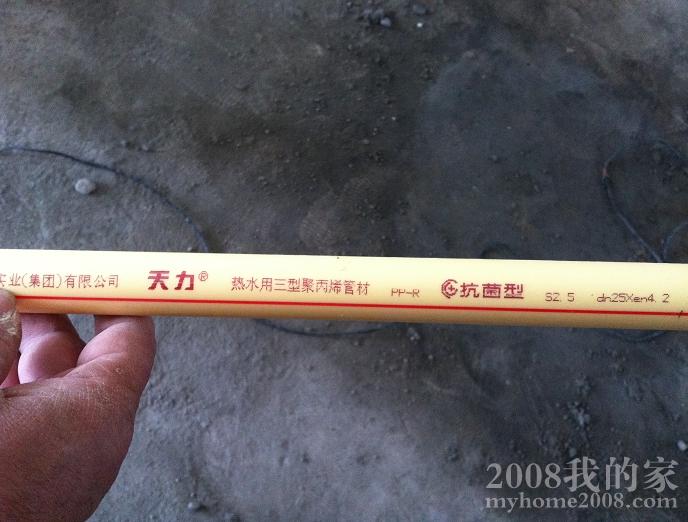 实业(集团)有限公司 天力® 热水用三型聚丙烯管材 PP-R 抗菌型 S2.5 dn25Xen4.2
2008我的家
myhome2008.com